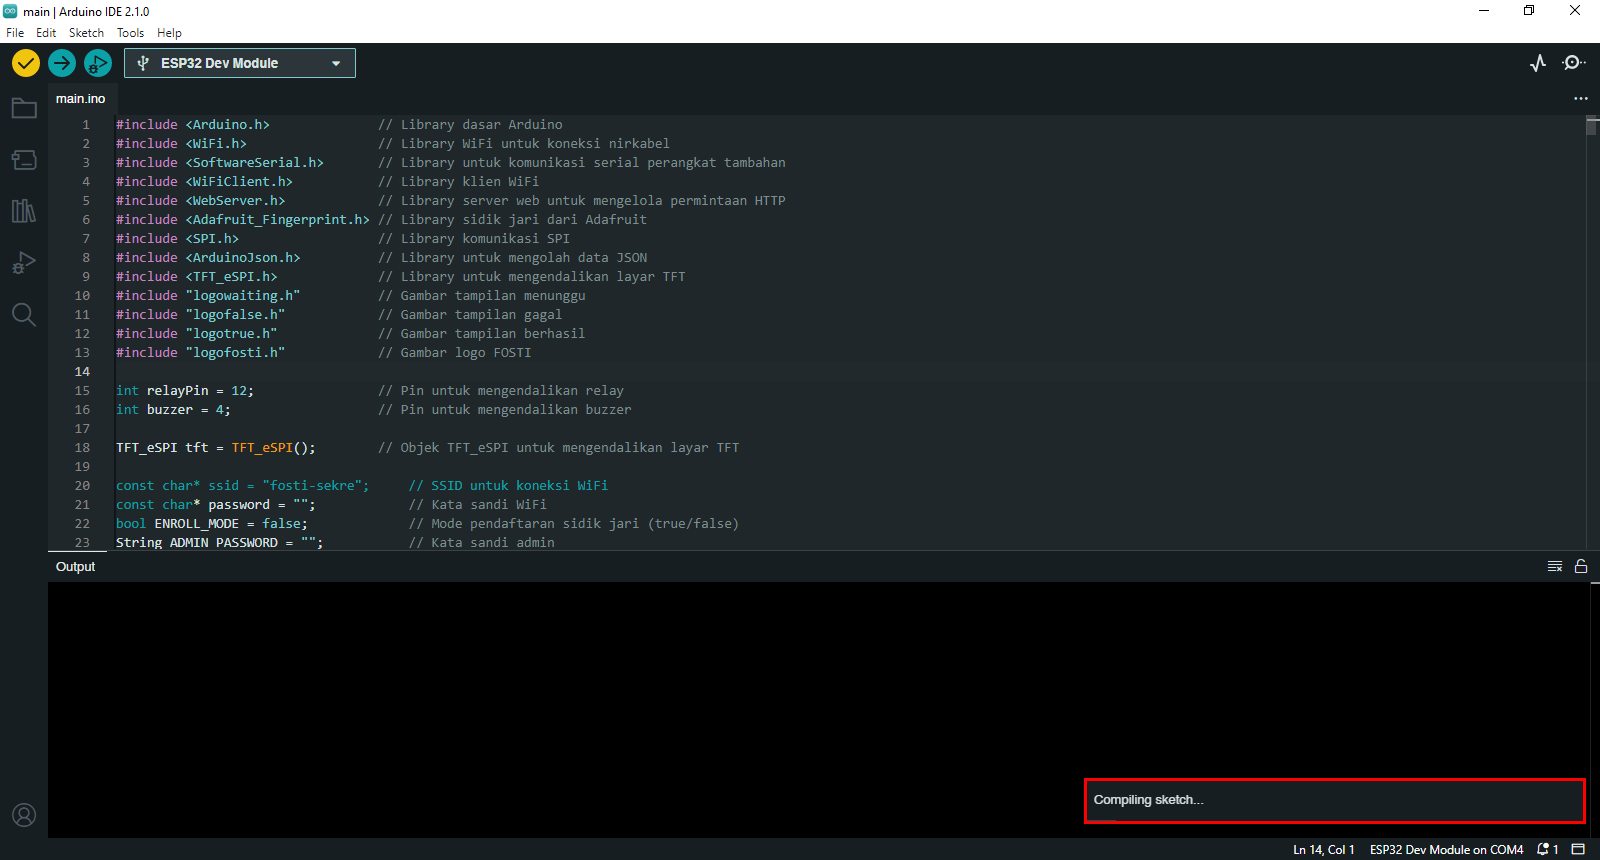 main | Arduino IDE 2.1.0
File Edit Sketch Tools Help
ESP32 Dev Module
main.ino
1 #include <Arduino.h> // Library dasar Arduino
2 #include <WiFi.h> // Library WiFi untuk koneksi nirkabel
3 #include <SoftwareSerial.h> // Library untuk komunikasi serial perangkat tambahan
4 #include <WiFiClient.h> // Library klien WiFi
5 #include <WebServer.h> // Library server web untuk mengelola permintaan HTTP
6 #include <Adafruit_Fingerprint.h> // Library sidik jari dari Adafruit
7 #include <SPI.h> // Library komunikasi SPI
8 #include <ArduinoJson.h> // Library untuk mengolah data JSON
9 #include <TFT_eSPI.h> // Library untuk mengendalikan layar TFT
10 #include "logowaiting.h" // Gambar tampilan menunggu
11 #include "logofalse.h" // Gambar tampilan gagal
12 #include "logotrue.h" // Gambar tampilan berhasil
13 #include "logofosti.h" // Gambar logo FOSTI
14
15 int relayPin = 12; // Pin untuk mengendalikan relay
16 int buzzer = 4; // Pin untuk mengendalikan buzzer
17
18 TFT_eSPI tft = TFT_eSPI(); // Objek TFT_eSPI untuk mengendalikan layar TFT
19
20 const char* ssid = "fosti-sekre"; // SSID untuk koneksi WiFi
21 const char* password = ""; // Kata sandi WiFi
22 bool ENROLL_MODE = false; // Mode pendaftaran sidik jari (true/false)
23 String ADMIN_PASSWORD = ""; // Kata sandi admin
Output
Compiling sketch...
Ln 14, Col 1 ESP32 Dev Module on COM4 1